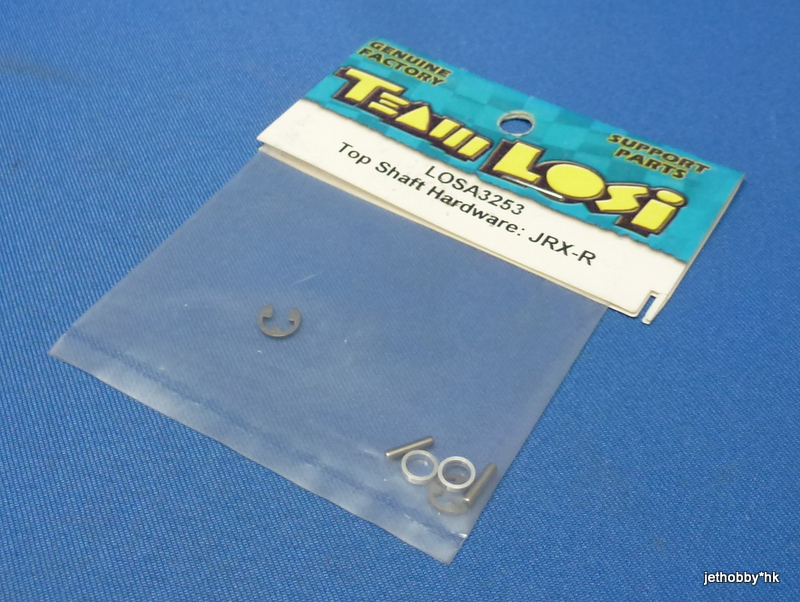 GENUINE
FACTORY
TEAM LOSI
SUPPORT
PARTS
LOSA3253
Top Shaft Hardware: JRX-R
jethobby*hk